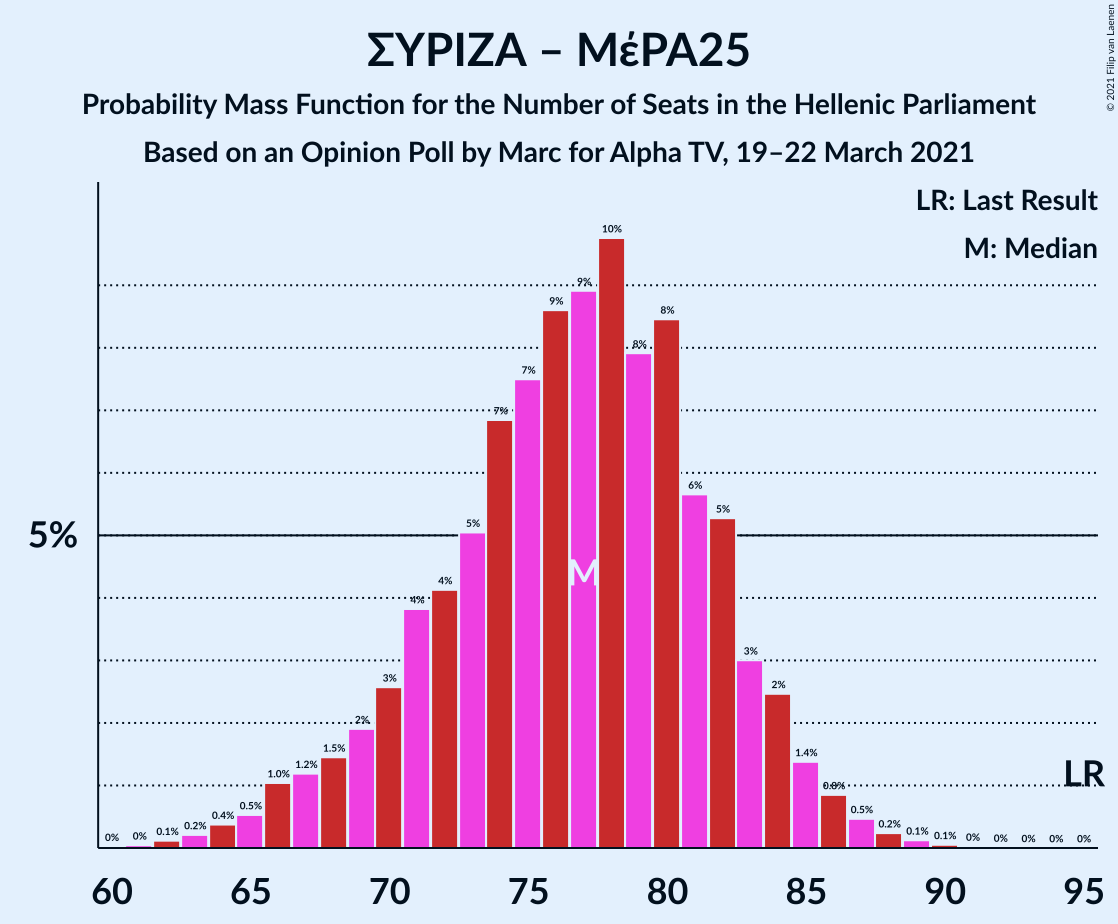 ΣΥΡΙΖΑ – ΜέΡΑ25
Probability Mass Function for the Number of Seats in the Hellenic Parliament
Based on an Opinion Poll by Marc for Alpha TV, 19–22 March 2021
© 2021 Filip van Laenen
LR: Last Result
M: Median
5%
0% 0% 0.1% 0.2% 0.4% 0.5% 1.0% 1.2% 1.5% 2% 3% 4% 4% 5% 7% 7% 9% 9% 10% 8% 8% 6% 5% 3% 2% 1.4% 0.8% 0.5% 0.2% 0.1% 0.1% 0% 0% 0% 0% 0%
M
LR
60 65 70 75 80 85 90 95